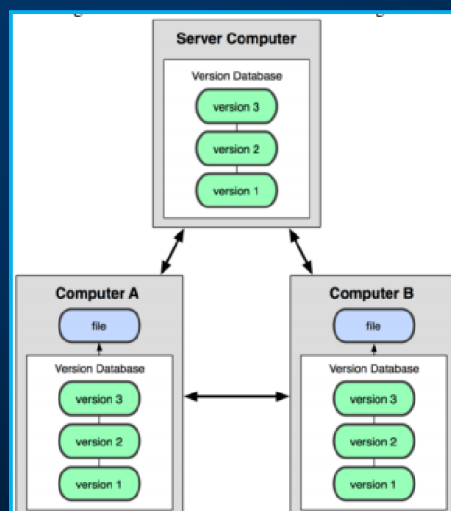 Server Computer
Version Database
version 3
version 2
version 1
Computer A
file
Version Database
version 3
version 2
version 1
Computer B
file
Version Database
version 3
version 2
version 1